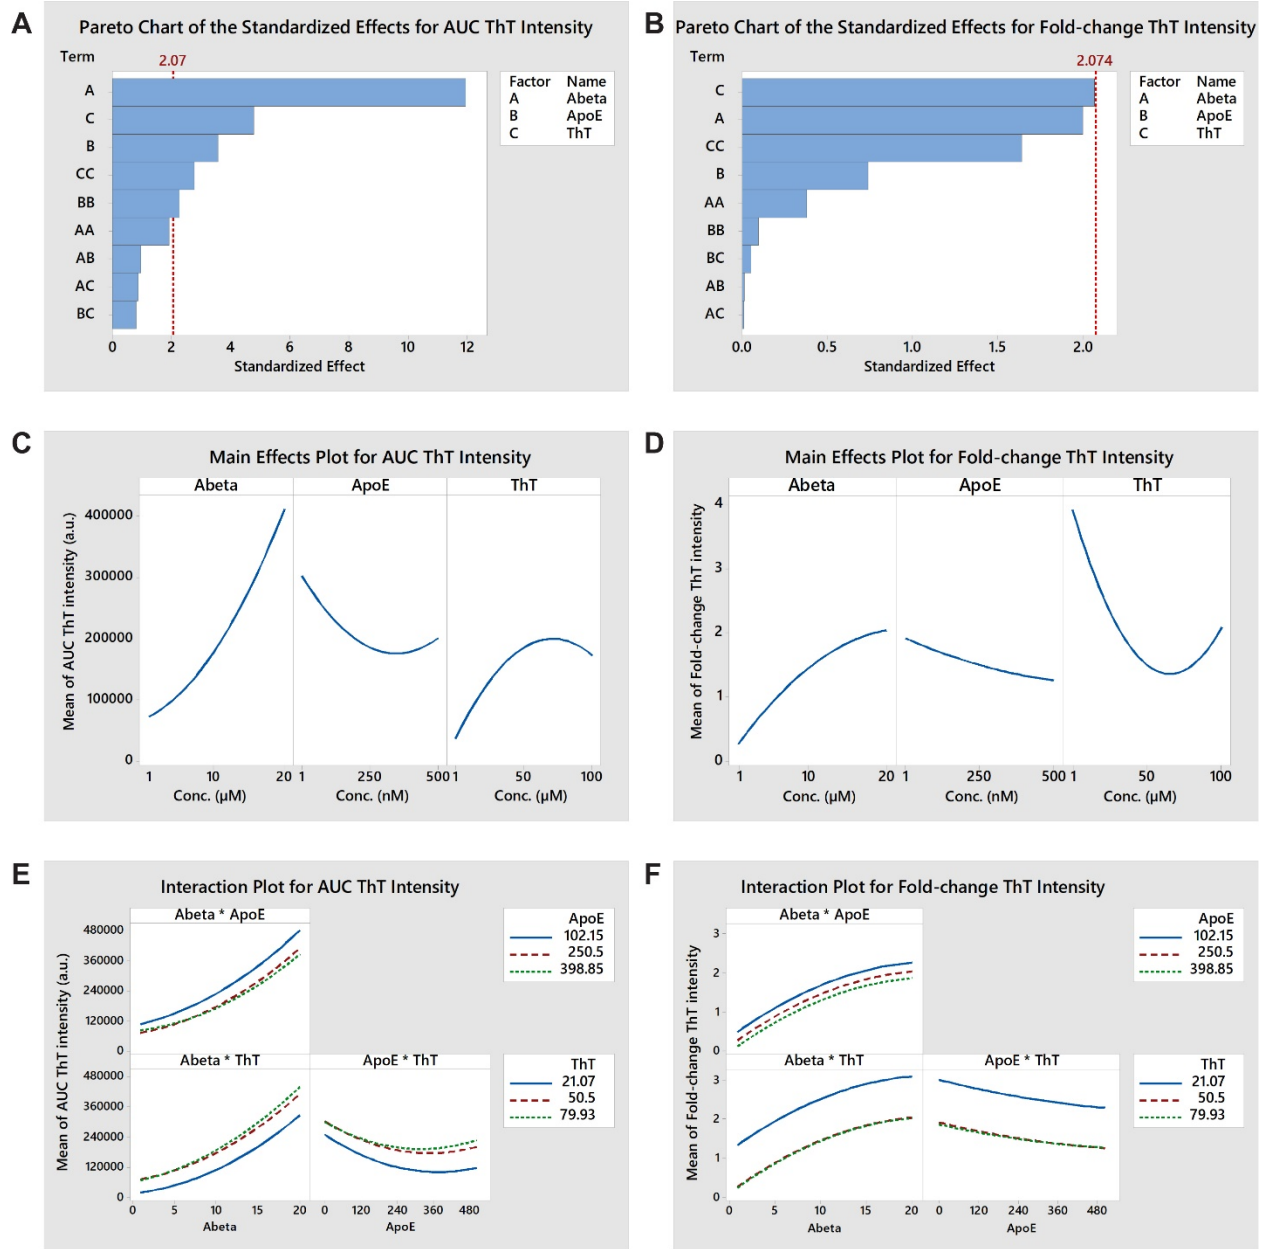 A
Pareto Chart of the Standardized Effects for AUC ThT Intensity
Term
2.07
A
C
B
CC
BB
AA
AB
AC
BC
0 2 4 6 8 10 12
Standardized Effect
Factor Name
A Abeta
B ApoE
C ThT
B
Pareto Chart of the Standardized Effects for Fold-change ThT Intensity
Term
2.074
C
A
CC
B
AA
BB
BC
AB
AC
0.0 0.5 1.0 1.5 2.0
Standardized Effect
Factor Name
A Abeta
B ApoE
C ThT
C
Main Effects Plot for AUC ThT Intensity
Abeta ApoE ThT
Mean of AUC ThT intensity (a.u.)
400000
300000
200000
100000
0
1 10 20 1 250 500 1 50 100
Conc. (µM) Conc. (nM) Conc. (µM)
D
Main Effects Plot for Fold-change ThT Intensity
Abeta ApoE ThT
Mean of Fold-change ThT intensity
4
3
2
1
0
1 10 20 1 250 500 1 50 100
Conc. (µM) Conc. (nM) Conc. (µM)
E
Interaction Plot for AUC ThT Intensity
Mean of AUC ThT intensity (a.u.)
Abeta * ApoE
480000
360000
240000
120000
0
ApoE
102.15
250.5
398.85
Abeta * ThT ApoE * ThT
480000
360000
240000
120000
0
ThT
21.07
50.5
79.93
0 5 10 15 20 0 120 240 360 480
Abeta ApoE
F
Interaction Plot for Fold-change ThT Intensity
Mean of Fold-change ThT intensity
Abeta * ApoE
3
2
1
0
ApoE
102.15
250.5
398.85
Abeta * ThT ApoE * ThT
3
2
1
0
ThT
21.07
50.5
79.93
0 5 10 15 20 0 120 240 360 480
Abeta ApoE